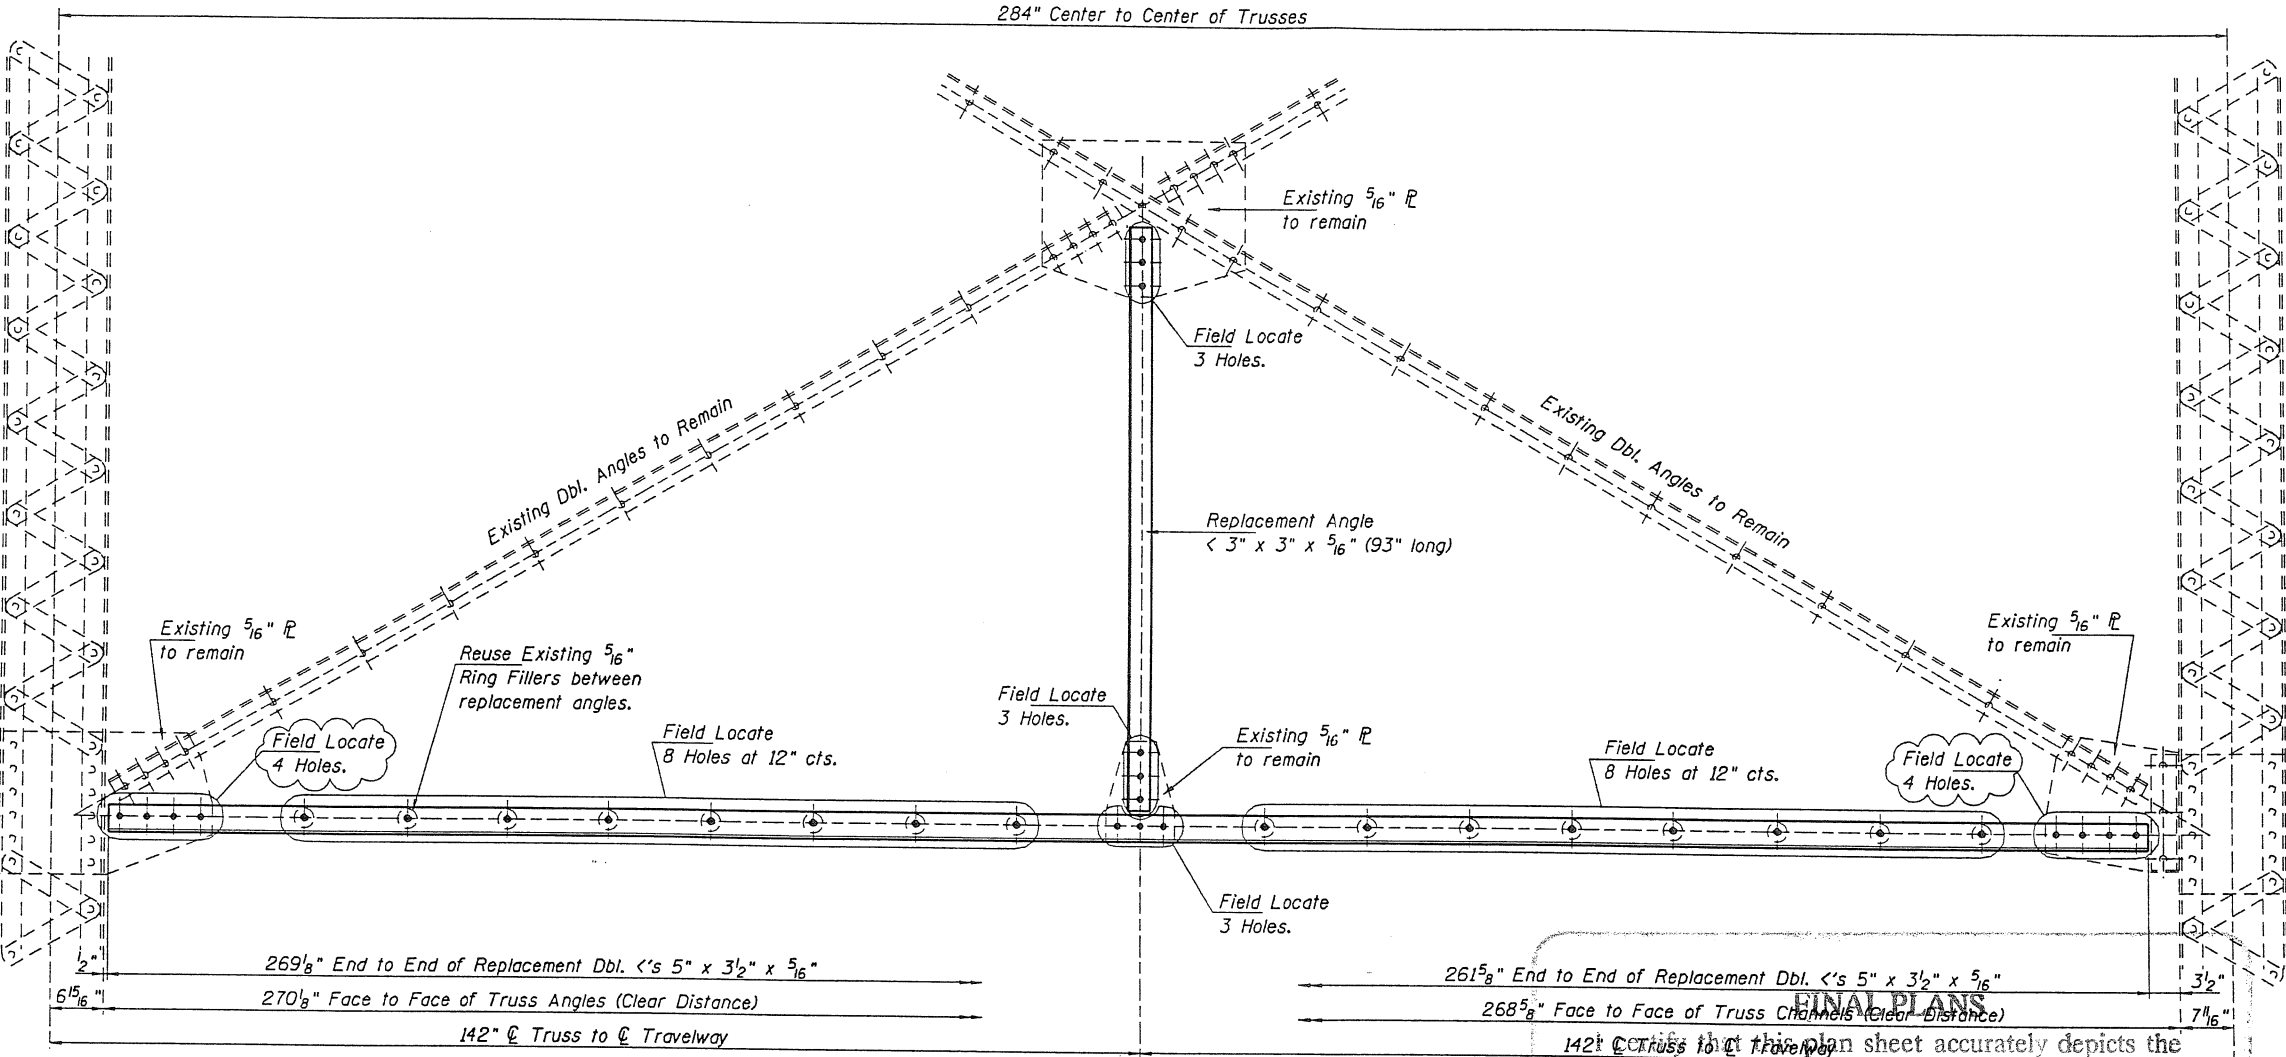 284" Center to Center of Trusses
Existing 5/16" ℄
to remain
Field Locate
3 Holes.
Existing Dbl. Angles to Remain
Existing Dbl. Angles to Remain
Replacement Angle
< 3" x 3" x 5/16" (93" long)
Existing 5/16" ℄
to remain
Reuse Existing 5/16"
Ring Fillers between
replacement angles.
Existing 5/16" ℄
to remain
Field Locate
3 Holes.
Field Locate
4 Holes.
Field Locate
8 Holes at 12" cts.
Existing 5/16" ℄
to remain
Field Locate
8 Holes at 12" cts.
Field Locate
4 Holes.
Field Locate
3 Holes.
1/2"
269 1/8" End to End of Replacement Dbl. <'s 5" x 3 1/2" x 5/16"
261 5/8" End to End of Replacement Dbl. <'s 5" x 3 1/2" x 5/16"
3 1/2"
6 15/16"
270 1/8" Face to Face of Truss Angles (Clear Distance)
FINAL PLANS
268 5/8" Face to Face of Truss Channels (Clear Distance)
7 11/16"
142" ℄ Truss to ℄ Travelway
142" ℄ Truss to ℄ Travelway
I certify that this plan sheet accurately depicts the